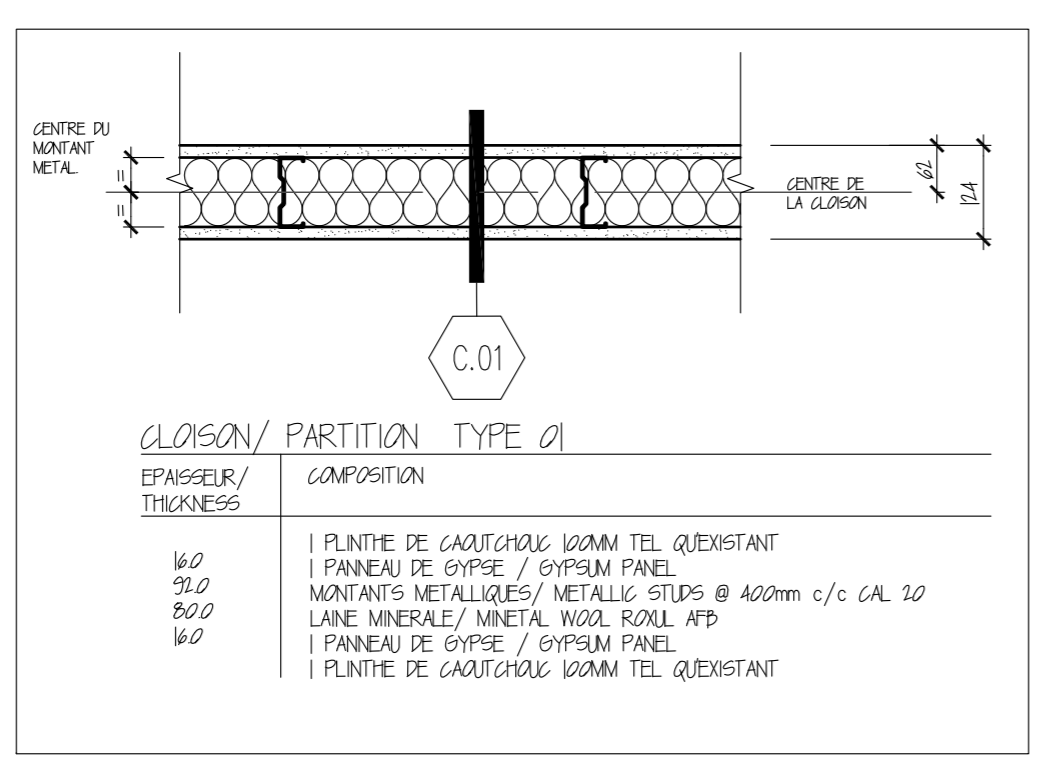 CENTRE DU
MONTANT
METAL.
=
=
CENTRE DE
LA CLOISON
62
124
C.01
CLOISON/ PARTITION TYPE 01
EPAISSEUR/
THICKNESS
COMPOSITION
1 PLINTHE DE CAOUTCHOUC 100MM TEL QU'EXISTANT
16.0 1 PANNEAU DE GYPSE / GYPSUM PANEL
92.0 MONTANTS METALLIQUES/ METALLIC STUDS @ 400mm c/c CAL 20
80.0 LAINE MINERALE/ MINETAL WOOL ROXUL AFB
16.0 1 PANNEAU DE GYPSE / GYPSUM PANEL
1 PLINTHE DE CAOUTCHOUC 100MM TEL QU'EXISTANT